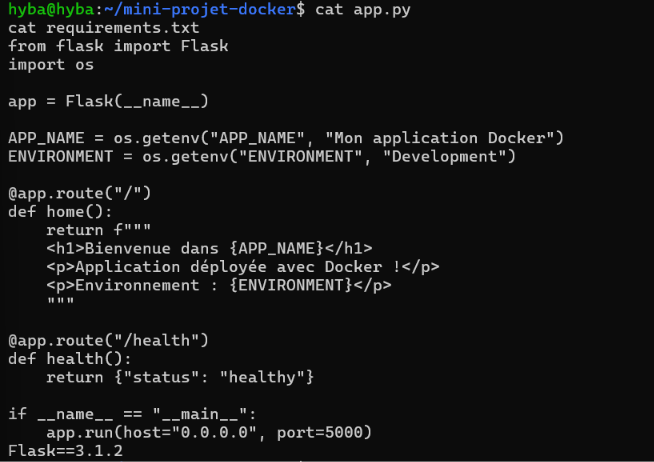 hyba@hyba:~/mini-projet-docker$ cat app.py
cat requirements.txt
from flask import Flask
import os

app = Flask(__name__)

APP_NAME = os.getenv("APP_NAME", "Mon application Docker")
ENVIRONMENT = os.getenv("ENVIRONMENT", "Development")

@app.route("/")
def home():
    return f"""
    <h1>Bienvenue dans {APP_NAME}</h1>
    <p>Application déployée avec Docker !</p>
    <p>Environnement : {ENVIRONMENT}</p>
    """

@app.route("/health")
def health():
    return {"status": "healthy"}

if __name__ == "__main__":
    app.run(host="0.0.0.0", port=5000)
Flask==3.1.2